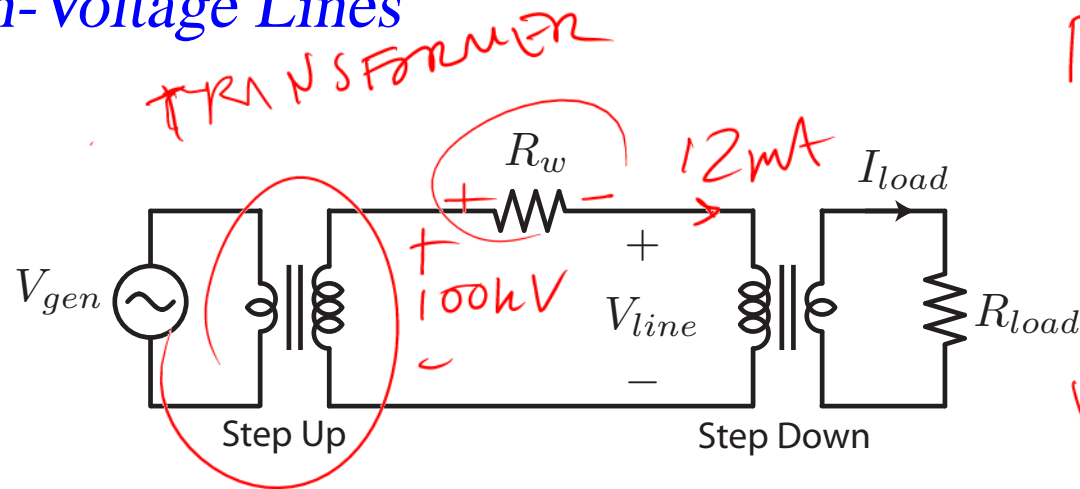 n-Voltage Lines
TRANSFORMER
R_w
12mA
I_load
+ −
+
100kV
−
+
V_line
−
V_gen
R_load
Step Up
Step Down